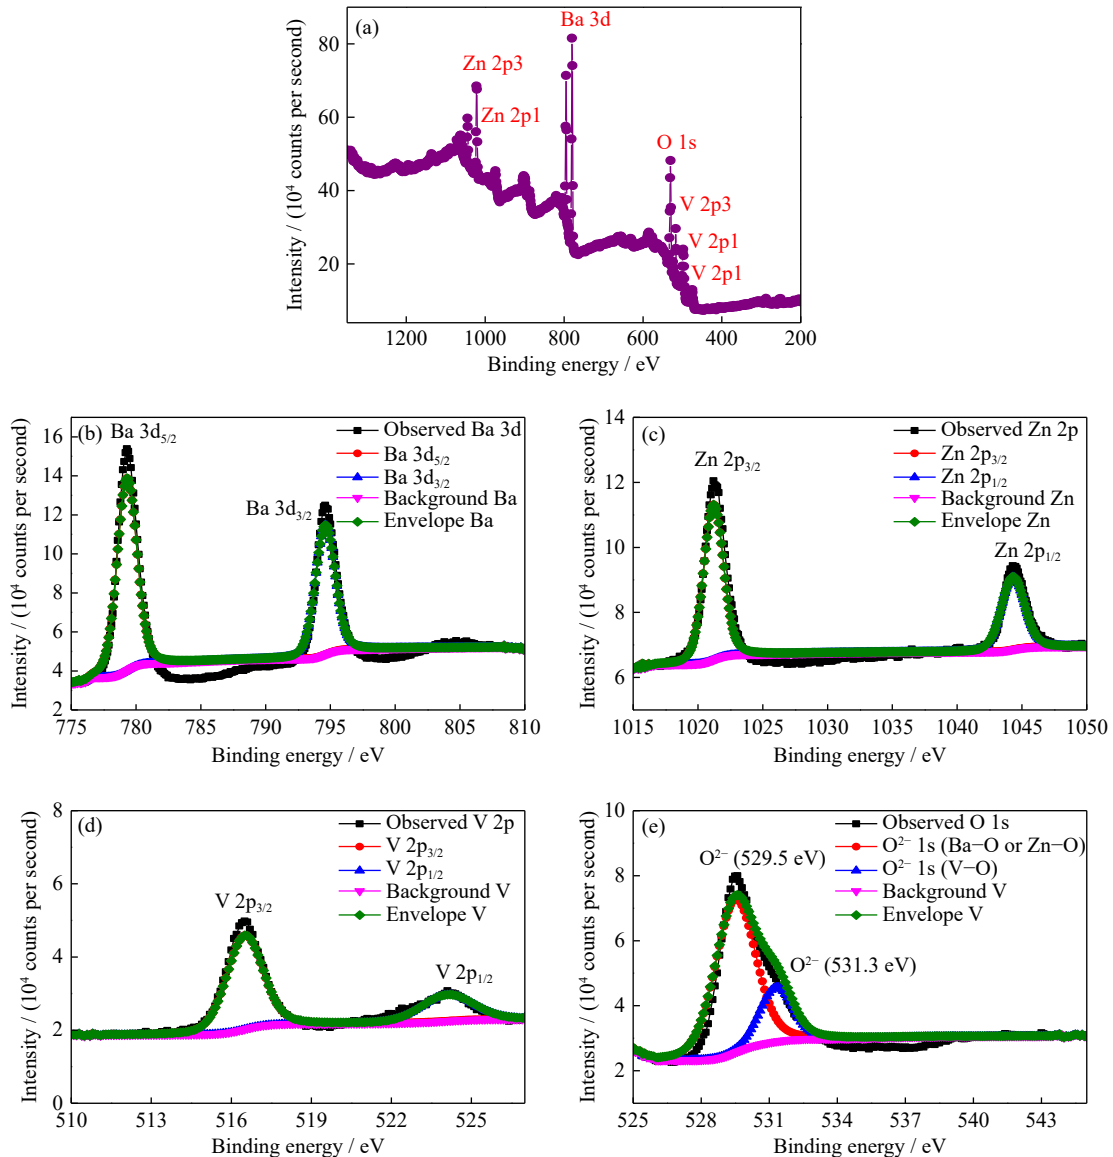 (a)
Ba 3d
Zn 2p3
Zn 2p1
O 1s
V 2p3
V 2p1
V 2p1
Intensity / (10⁴ counts per second)
80
60
40
20
1200 1000 800 600 400 200
Binding energy / eV
(b)
Ba 3d₅/₂
Ba 3d₃/₂
Observed Ba 3d
Ba 3d₅/₂
Ba 3d₃/₂
Background Ba
Envelope Ba
Intensity / (10⁴ counts per second)
16
14
12
10
8
6
4
2
775 780 785 790 795 800 805 810
Binding energy / eV
(c)
Zn 2p₃/₂
Zn 2p₁/₂
Observed Zn 2p
Zn 2p₃/₂
Zn 2p₁/₂
Background Zn
Envelope Zn
Intensity / (10⁴ counts per second)
14
12
10
8
6
1015 1020 1025 1030 1035 1040 1045 1050
Binding energy / eV
(d)
V 2p₃/₂
V 2p₁/₂
Observed V 2p
V 2p₃/₂
V 2p₁/₂
Background V
Envelope V
Intensity / (10⁴ counts per second)
8
6
4
2
0
510 513 516 519 522 525
Binding energy / eV
(e)
O²⁻ (529.5 eV)
O²⁻ (531.3 eV)
Observed O 1s
O²⁻ 1s (Ba−O or Zn−O)
O²⁻ 1s (V−O)
Background V
Envelope V
Intensity / (10⁴ counts per second)
10
8
6
4
2
525 528 531 534 537 540 543
Binding energy / eV